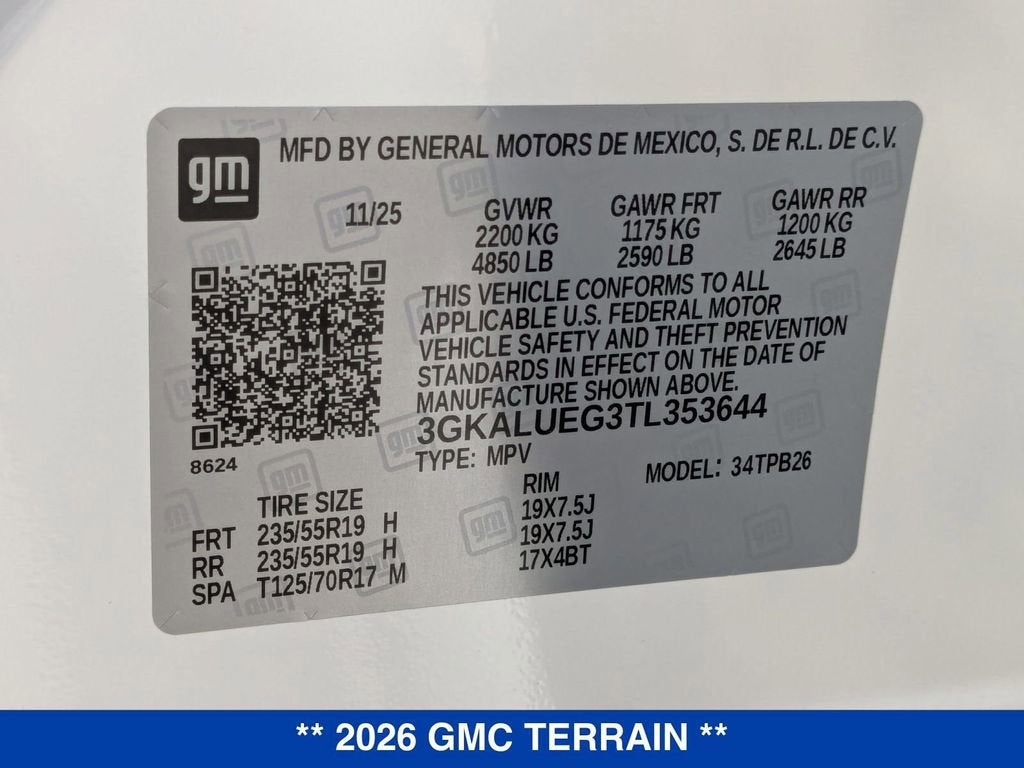 gm
MFD BY GENERAL MOTORS DE MEXICO, S. DE R.L. DE C.V.
11/25
GVWR GAWR FRT GAWR RR
2200 KG 1175 KG 1200 KG
4850 LB 2590 LB 2645 LB
THIS VEHICLE CONFORMS TO ALL
APPLICABLE U.S. FEDERAL MOTOR
VEHICLE SAFETY AND THEFT PREVENTION
STANDARDS IN EFFECT ON THE DATE OF
MANUFACTURE SHOWN ABOVE.
3GKALUEG3TL353644
8624
TYPE: MPV MODEL: 34TPB26
TIRE SIZE RIM
FRT 235/55R19 H 19X7.5J
RR 235/55R19 H 19X7.5J
SPA T125/70R17 M 17X4BT
** 2026 GMC TERRAIN **